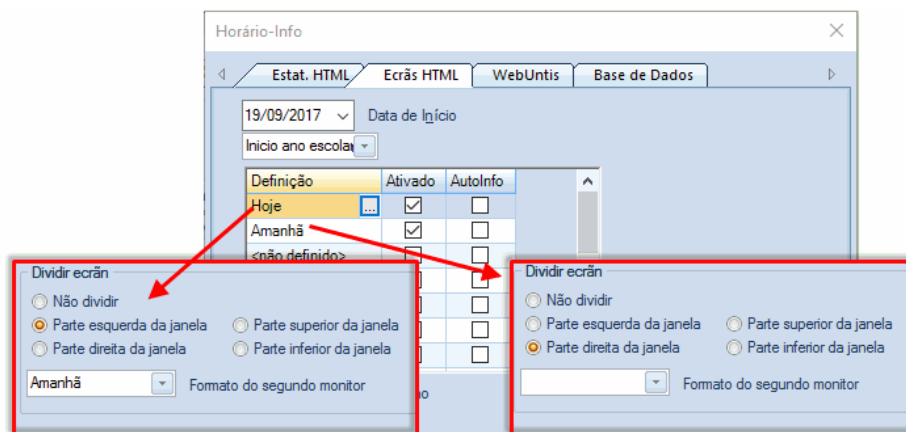 Horário-Info
Estat. HTML Ecrãs HTML WebUntis Base de Dados
19/09/2017 Data de Início
Inicio ano escolar
Definição Ativado AutoInfo
Hoje ...
Amanhã
<não definido>
Dividir ecrãn
Não dividir
Parte esquerda da janela Parte superior da janela
Parte direita da janela Parte inferior da janela
Amanhã Formato do segundo monitor
Dividir ecrãn
Não dividir
Parte esquerda da janela Parte superior da janela
Parte direita da janela Parte inferior da janela
Formato do segundo monitor